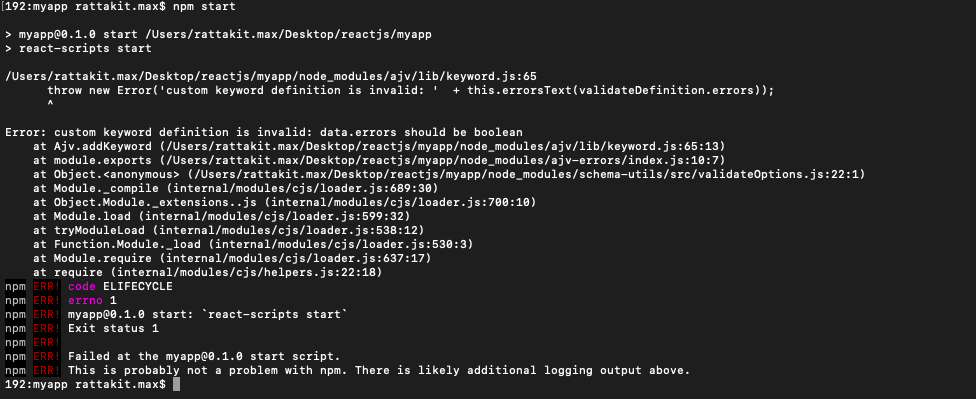 [192:myapp rattakit.max$ npm start
> myapp@0.1.0 start /Users/rattakit.max/Desktop/reactjs/myapp
> react-scripts start
/Users/rattakit.max/Desktop/reactjs/myapp/node_modules/ajv/lib/keyword.js:65
throw new Error('custom keyword definition is invalid: '  + this.errorsText(validateDefinition.errors));
^
Error: custom keyword definition is invalid: data.errors should be boolean
at Ajv.addKeyword (/Users/rattakit.max/Desktop/reactjs/myapp/node_modules/ajv/lib/keyword.js:65:13)
at module.exports (/Users/rattakit.max/Desktop/reactjs/myapp/node_modules/ajv-errors/index.js:10:7)
at Object.<anonymous> (/Users/rattakit.max/Desktop/reactjs/myapp/node_modules/schema-utils/src/validateOptions.js:22:1)
at Module._compile (internal/modules/cjs/loader.js:689:30)
at Object.Module._extensions..js (internal/modules/cjs/loader.js:700:10)
at Module.load (internal/modules/cjs/loader.js:599:32)
at tryModuleLoad (internal/modules/cjs/loader.js:538:12)
at Function.Module._load (internal/modules/cjs/loader.js:530:3)
at Module.require (internal/modules/cjs/loader.js:637:17)
at require (internal/modules/cjs/helpers.js:22:18)
npm ERR! code ELIFECYCLE
npm ERR! errno 1
npm ERR! myapp@0.1.0 start: `react-scripts start`
npm ERR! Exit status 1
npm ERR!
npm ERR! Failed at the myapp@0.1.0 start script.
npm ERR! This is probably not a problem with npm. There is likely additional logging output above.
192:myapp rattakit.max$